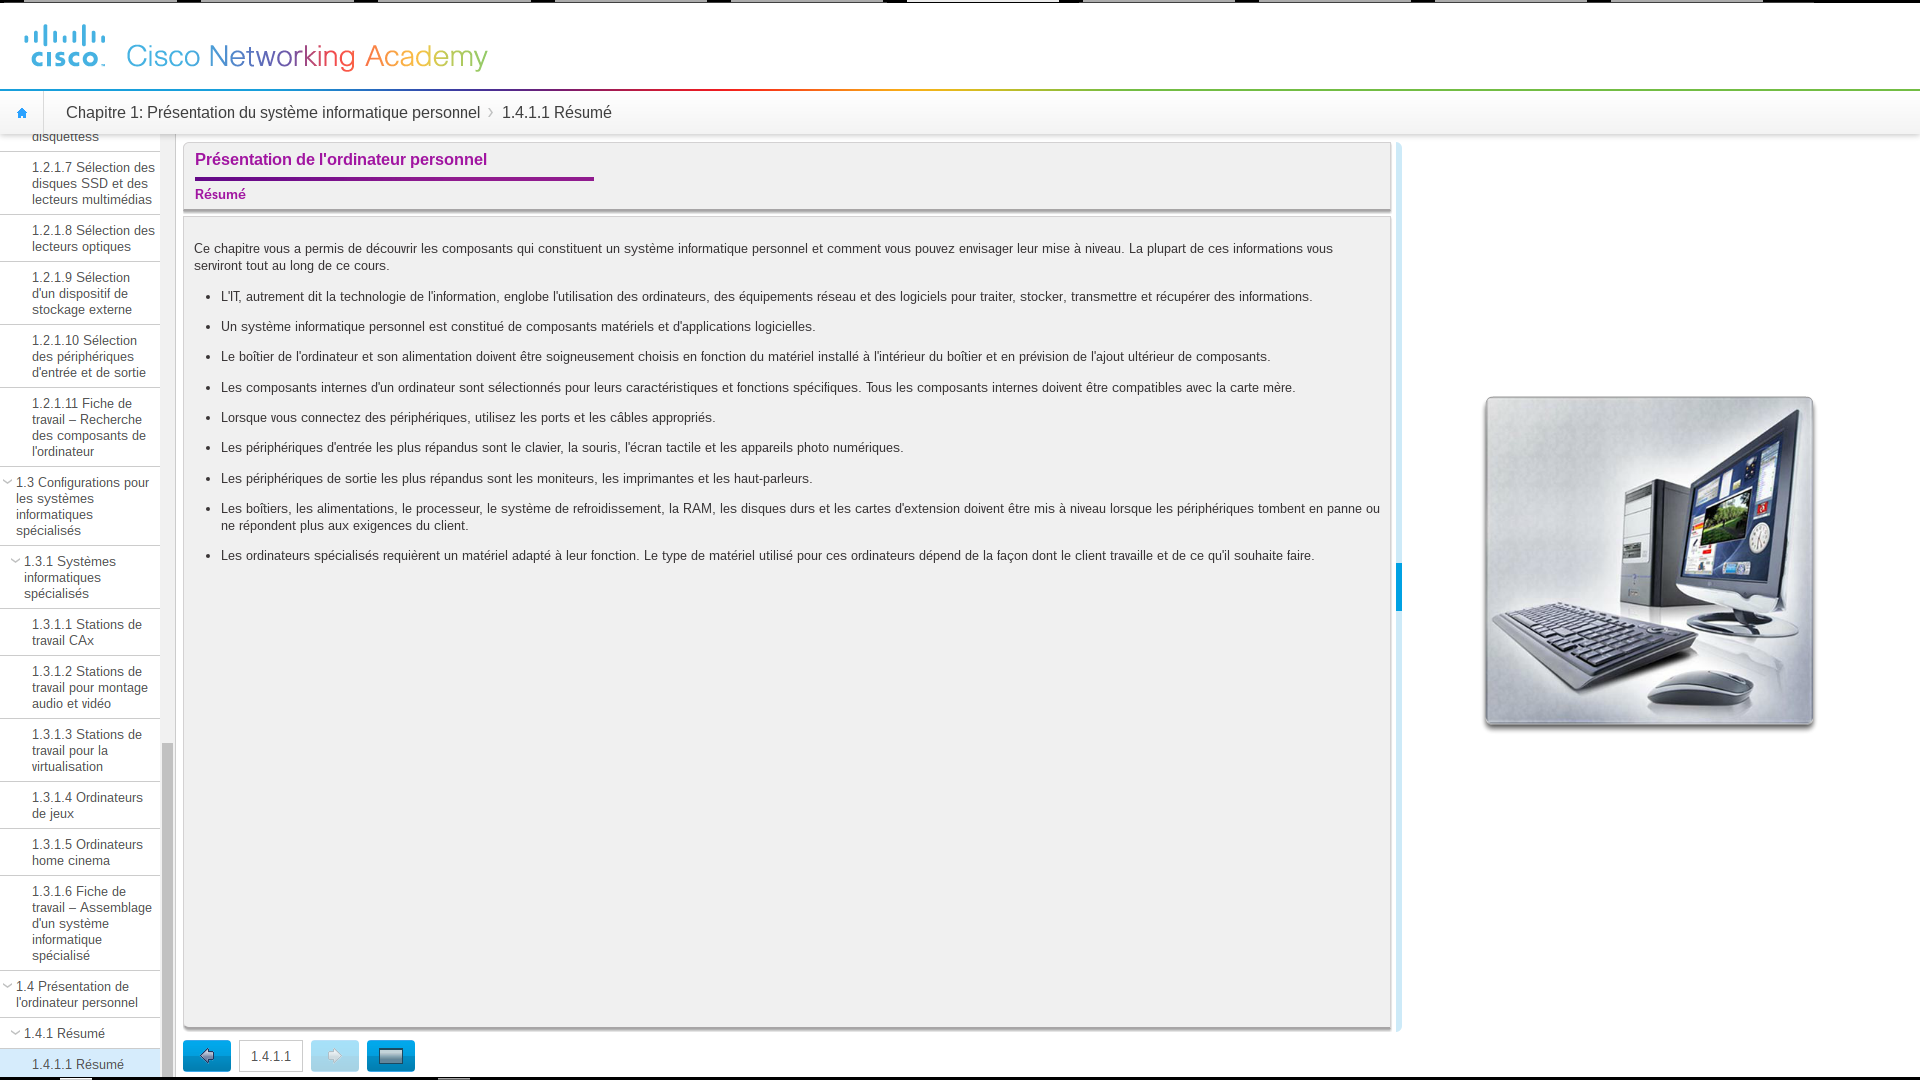 cisco
Cisco Networking Academy
Chapitre 1: Présentation du système informatique personnel
1.4.1.1 Résumé
disquettess
1.2.1.7 Sélection des
disques SSD et des
lecteurs multimédias
1.2.1.8 Sélection des
lecteurs optiques
1.2.1.9 Sélection
d'un dispositif de
stockage externe
1.2.1.10 Sélection
des périphériques
d'entrée et de sortie
1.2.1.11 Fiche de
travail – Recherche
des composants de
l'ordinateur
1.3 Configurations pour
les systèmes
informatiques
spécialisés
1.3.1 Systèmes
informatiques
spécialisés
1.3.1.1 Stations de
travail CAx
1.3.1.2 Stations de
travail pour montage
audio et vidéo
1.3.1.3 Stations de
travail pour la
virtualisation
1.3.1.4 Ordinateurs
de jeux
1.3.1.5 Ordinateurs
home cinema
1.3.1.6 Fiche de
travail – Assemblage
d'un système
informatique
spécialisé
1.4 Présentation de
l'ordinateur personnel
1.4.1 Résumé
1.4.1.1 Résumé
Présentation de l'ordinateur personnel
Résumé
Ce chapitre vous a permis de découvrir les composants qui constituent un système informatique personnel et comment vous pouvez envisager leur mise à niveau. La plupart de ces informations vous
serviront tout au long de ce cours.
• L'IT, autrement dit la technologie de l'information, englobe l'utilisation des ordinateurs, des équipements réseau et des logiciels pour traiter, stocker, transmettre et récupérer des informations.
• Un système informatique personnel est constitué de composants matériels et d'applications logicielles.
• Le boîtier de l'ordinateur et son alimentation doivent être soigneusement choisis en fonction du matériel installé à l'intérieur du boîtier et en prévision de l'ajout ultérieur de composants.
• Les composants internes d'un ordinateur sont sélectionnés pour leurs caractéristiques et fonctions spécifiques. Tous les composants internes doivent être compatibles avec la carte mère.
• Lorsque vous connectez des périphériques, utilisez les ports et les câbles appropriés.
• Les périphériques d'entrée les plus répandus sont le clavier, la souris, l'écran tactile et les appareils photo numériques.
• Les périphériques de sortie les plus répandus sont les moniteurs, les imprimantes et les haut-parleurs.
• Les boîtiers, les alimentations, le processeur, le système de refroidissement, la RAM, les disques durs et les cartes d'extension doivent être mis à niveau lorsque les périphériques tombent en panne ou
ne répondent plus aux exigences du client.
• Les ordinateurs spécialisés requièrent un matériel adapté à leur fonction. Le type de matériel utilisé pour ces ordinateurs dépend de la façon dont le client travaille et de ce qu'il souhaite faire.
1.4.1.1